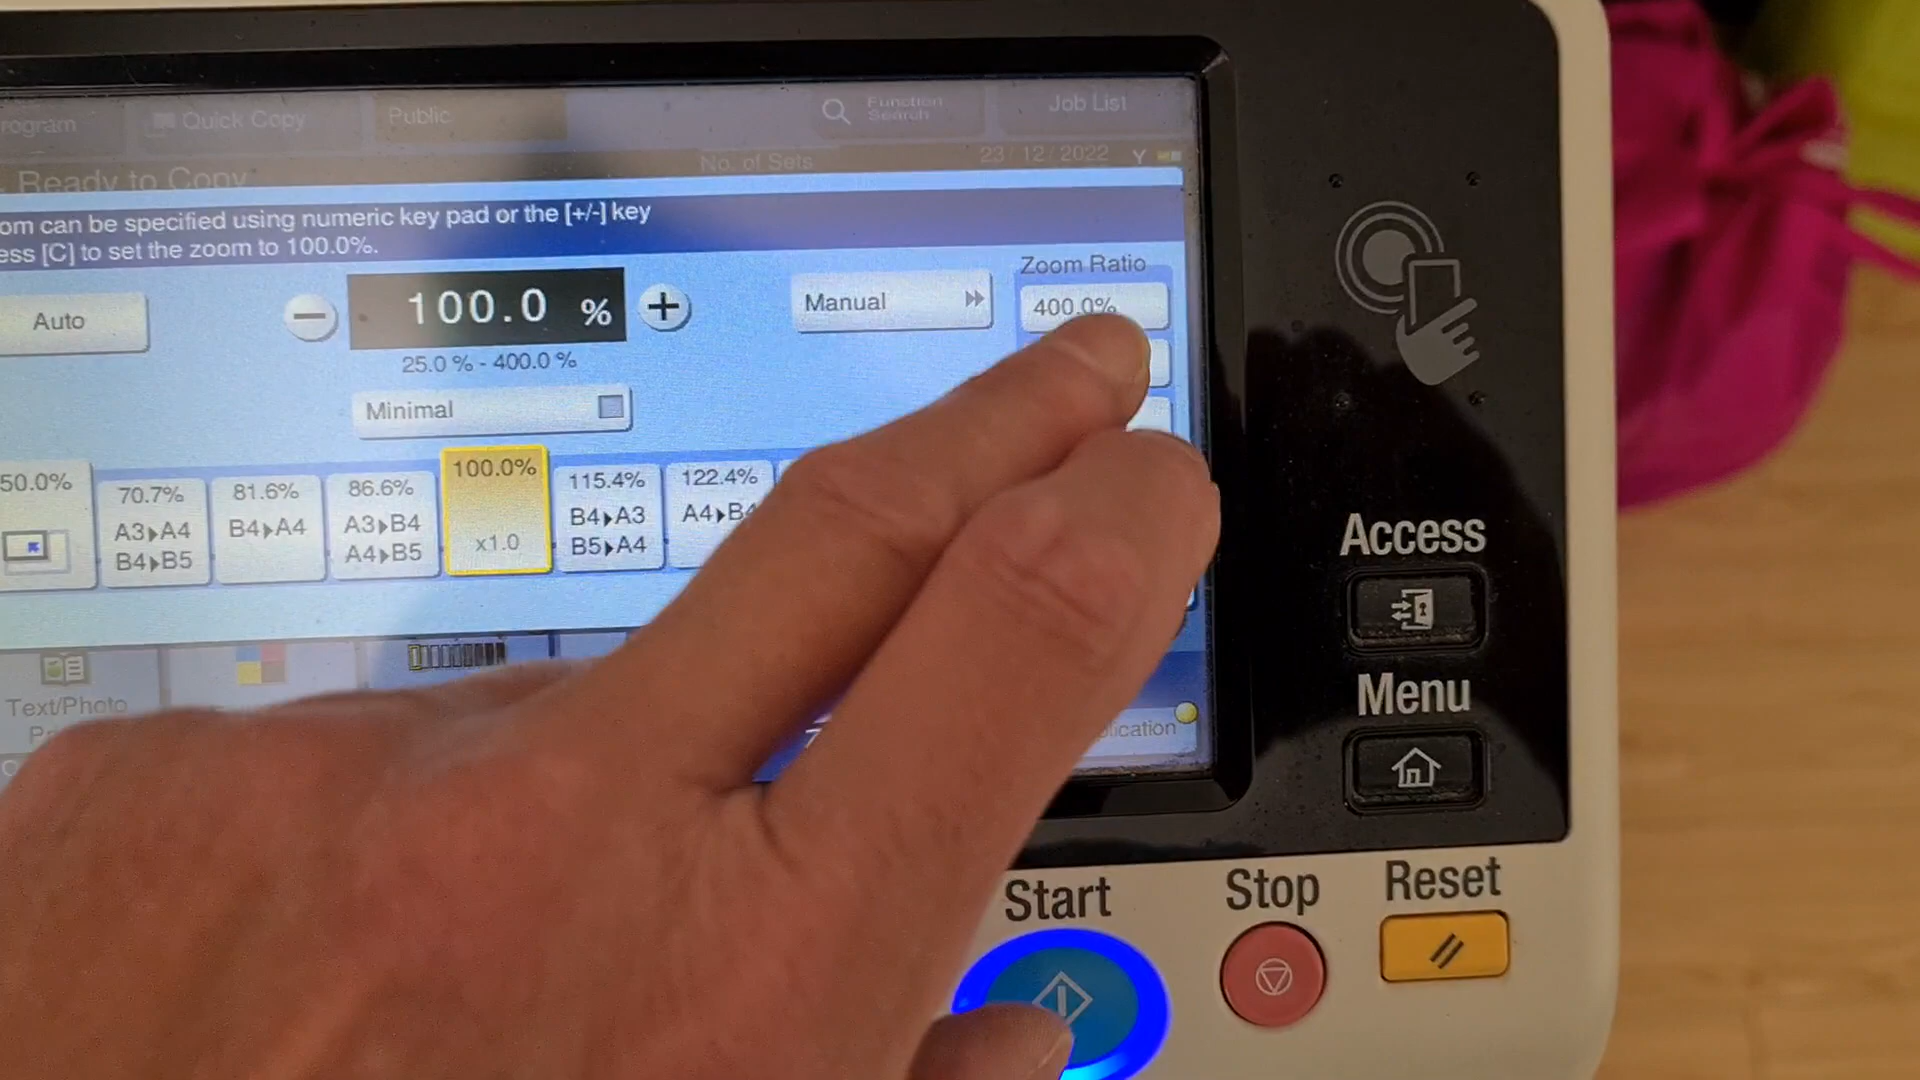 rogram
Quick Copy
Public
Function
Search
Job List
Ready to Copy
No. of Sets
23/12/2022
Y
om can be specified using numeric key pad or the [+/-] key
ess [C] to set the zoom to 100.0%.
Auto
−
100.0 %
+
25.0 % - 400.0 %
Minimal
Manual
Zoom Ratio
400.0%
50.0%
70.7%
A3▸A4
B4▸B5
81.6%
B4▸A4
86.6%
A3▸B4
A4▸B5
100.0%
x1.0
115.4%
B4▸A3
B5▸A4
122.4%
A4▸B4
Text/Photo
plication
Access
Menu
Start
Stop
Reset